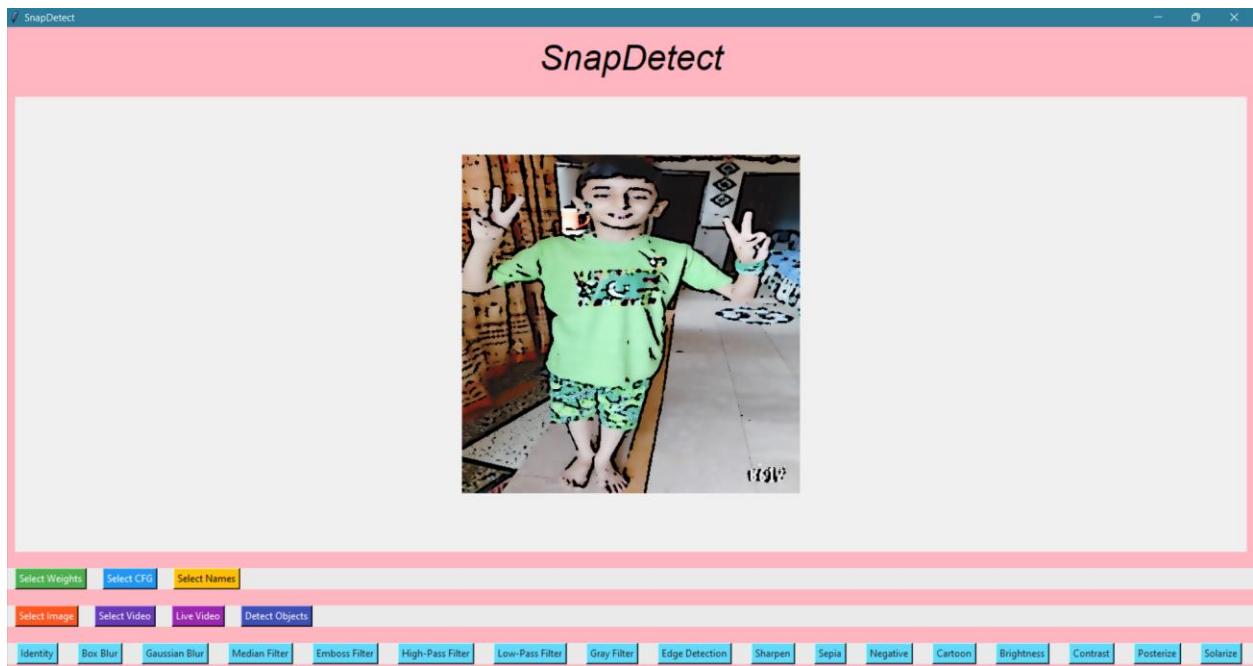 SnapDetect
SnapDetect
Select Weights Select CFG Select Names
Select Image Select Video Live Video Detect Objects
Identity Box Blur Gaussian Blur Median Filter Emboss Filter High-Pass Filter Low-Pass Filter Gray Filter Edge Detection Sharpen Sepia Negative Cartoon Brightness Contrast Posterize Solarize